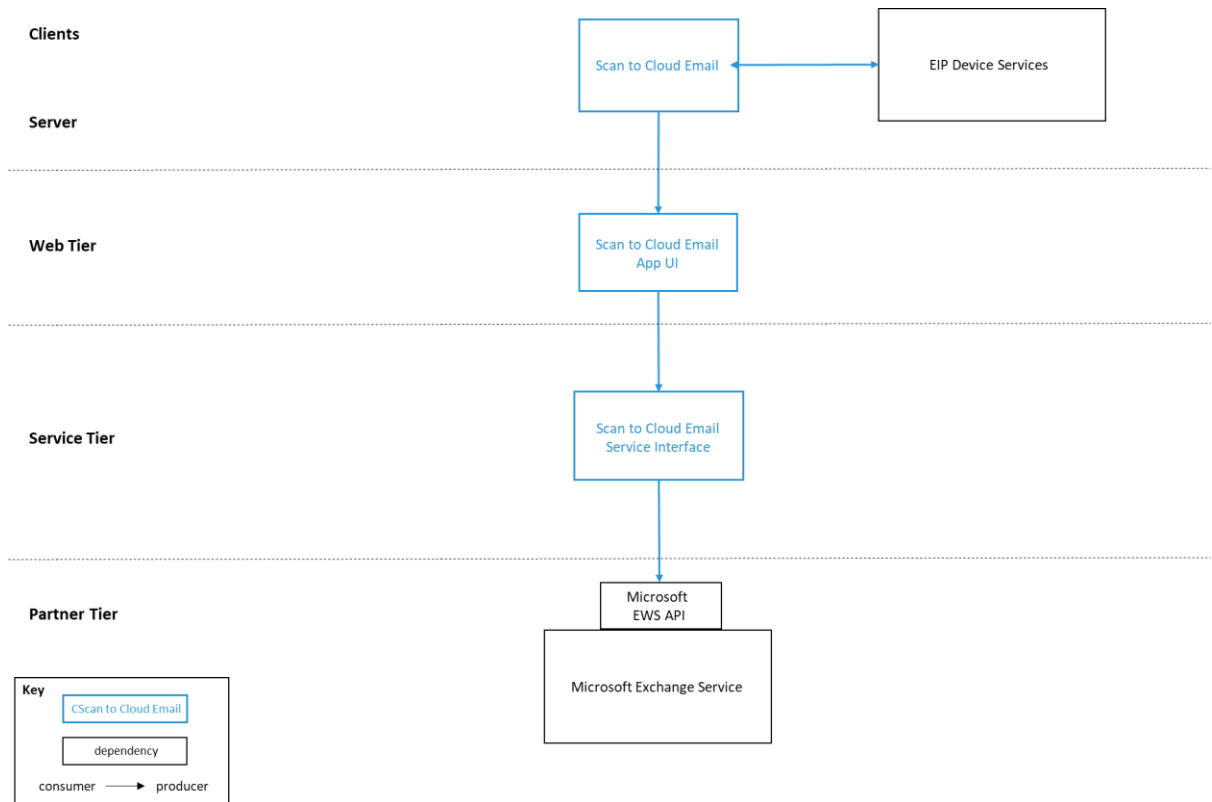 Clients
Scan to Cloud Email
EIP Device Services
Server
Web Tier
Scan to Cloud Email
App UI
Service Tier
Scan to Cloud Email
Service Interface
Partner Tier
Microsoft
EWS API
Microsoft Exchange Service
Key
CScan to Cloud Email
dependency
consumer
producer